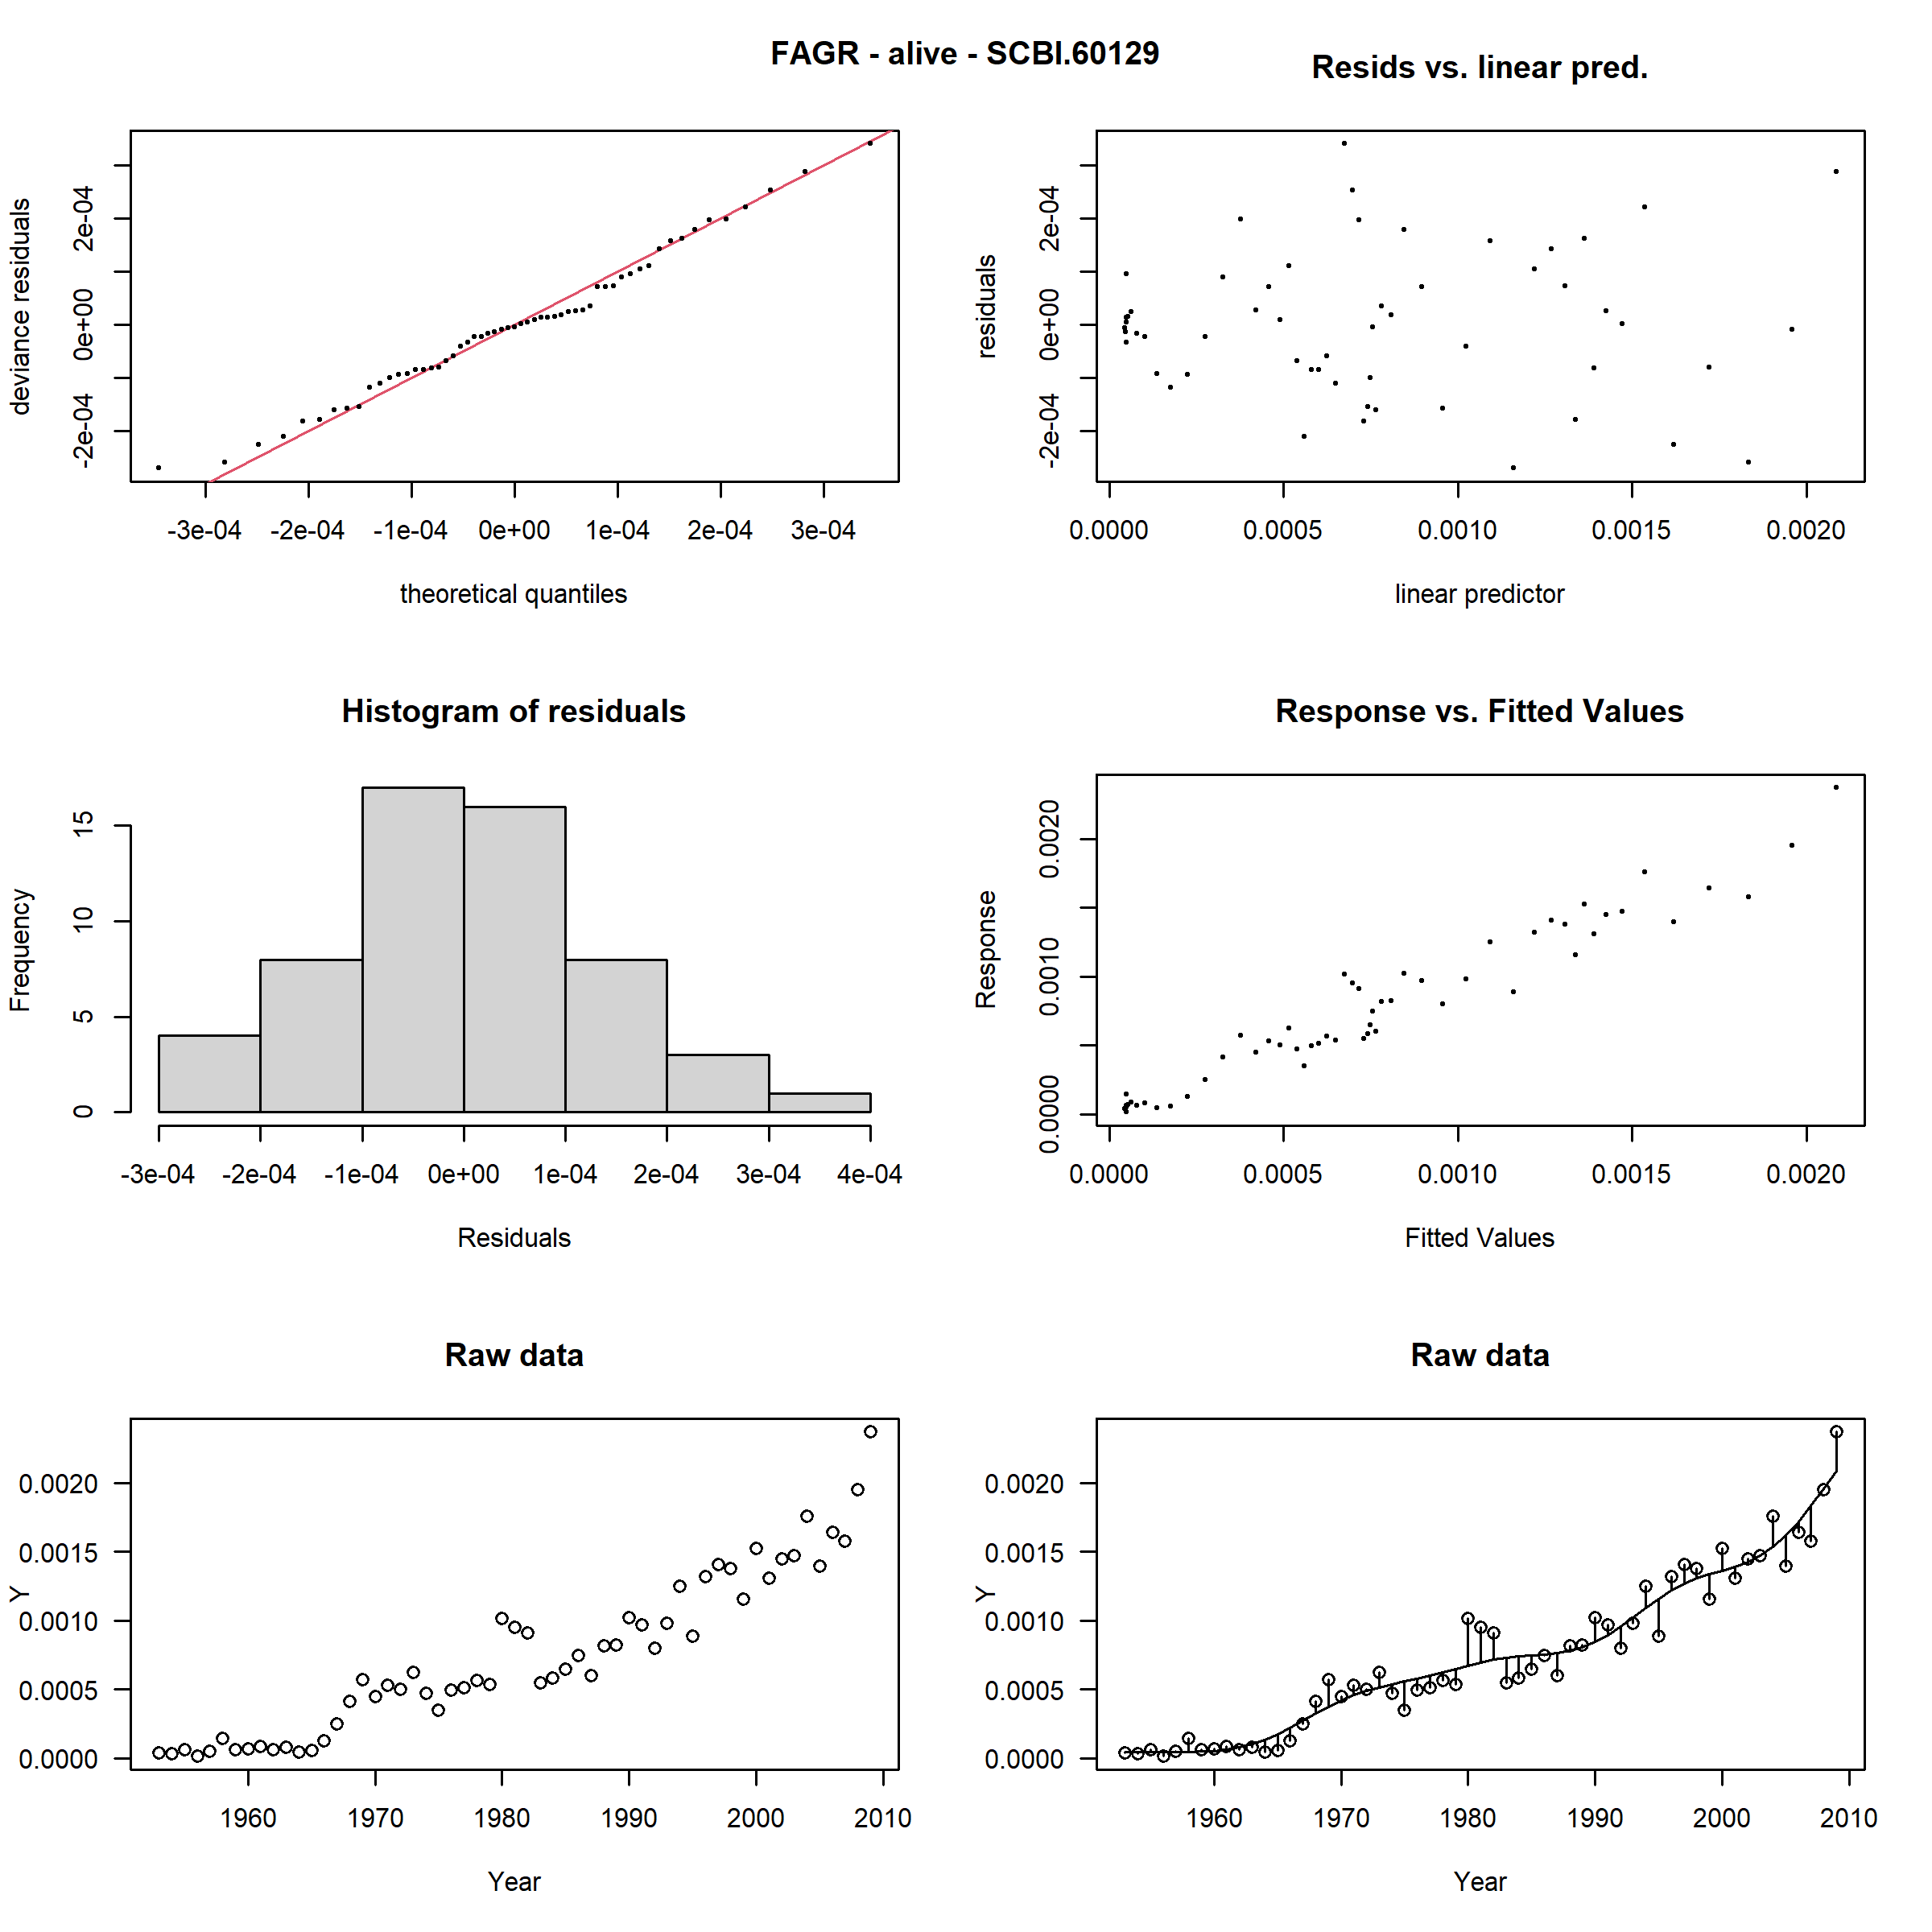 FAGR - alive - SCBI.60129
Resids vs. linear pred.
deviance residuals
-2e-04 0e+00 2e-04
-3e-04 -2e-04 -1e-04 0e+00 1e-04 2e-04 3e-04
theoretical quantiles
residuals
-2e-04 0e+00 2e-04
0.0000 0.0005 0.0010 0.0015 0.0020
linear predictor
Histogram of residuals
Frequency
0 5 10 15
-3e-04 -2e-04 -1e-04 0e+00 1e-04 2e-04 3e-04 4e-04
Residuals
Response vs. Fitted Values
Response
0.0000 0.0010 0.0020
0.0000 0.0005 0.0010 0.0015 0.0020
Fitted Values
Raw data
Y
0.0020
0.0015
0.0010
0.0005
0.0000
1960 1970 1980 1990 2000 2010
Year
Raw data
Y
0.0020
0.0015
0.0010
0.0005
0.0000
1960 1970 1980 1990 2000 2010
Year